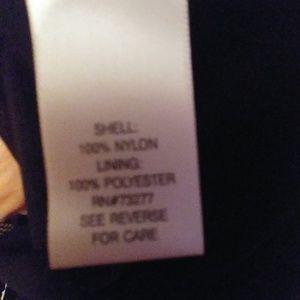 SHELL:
100% NYLON
LINING:
100% POLYESTER
RN#73277
SEE REVERSE
FOR CARE